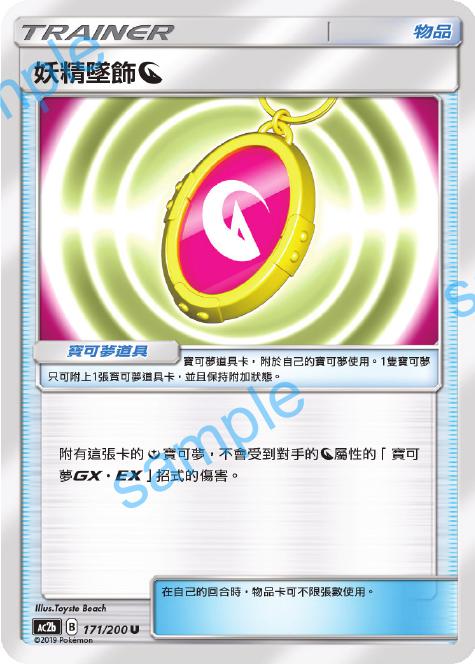 TRAINER
物品
妖精墜飾
寶可夢道具
寶可夢道具卡,附於自己的寶可夢使用。1隻寶可夢
只可附上1張寶可夢道具卡,並且保持附加狀態。
附有這張卡的寶可夢,不會受到對手的屬性的「寶可
夢GX・EX」招式的傷害。
在自己的回合時,物品卡可不限張數使用。
Illus.Toyste Beach
AC2b B 171/200 U
©2019 Pokémon
sample
sample
s